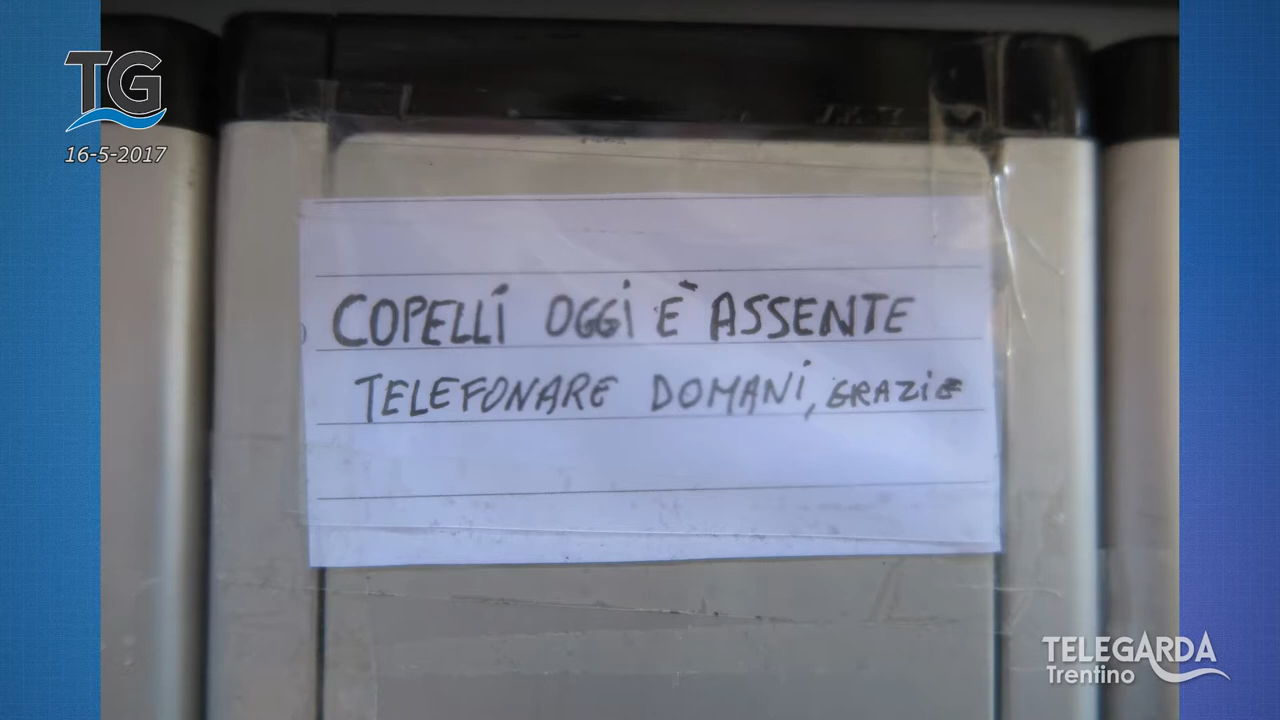 TG
16-5-2017
COPELLI OGGI E' ASSENTE
TELEFONARE DOMANI, GRAZIE
TELEGARDA
Trentino